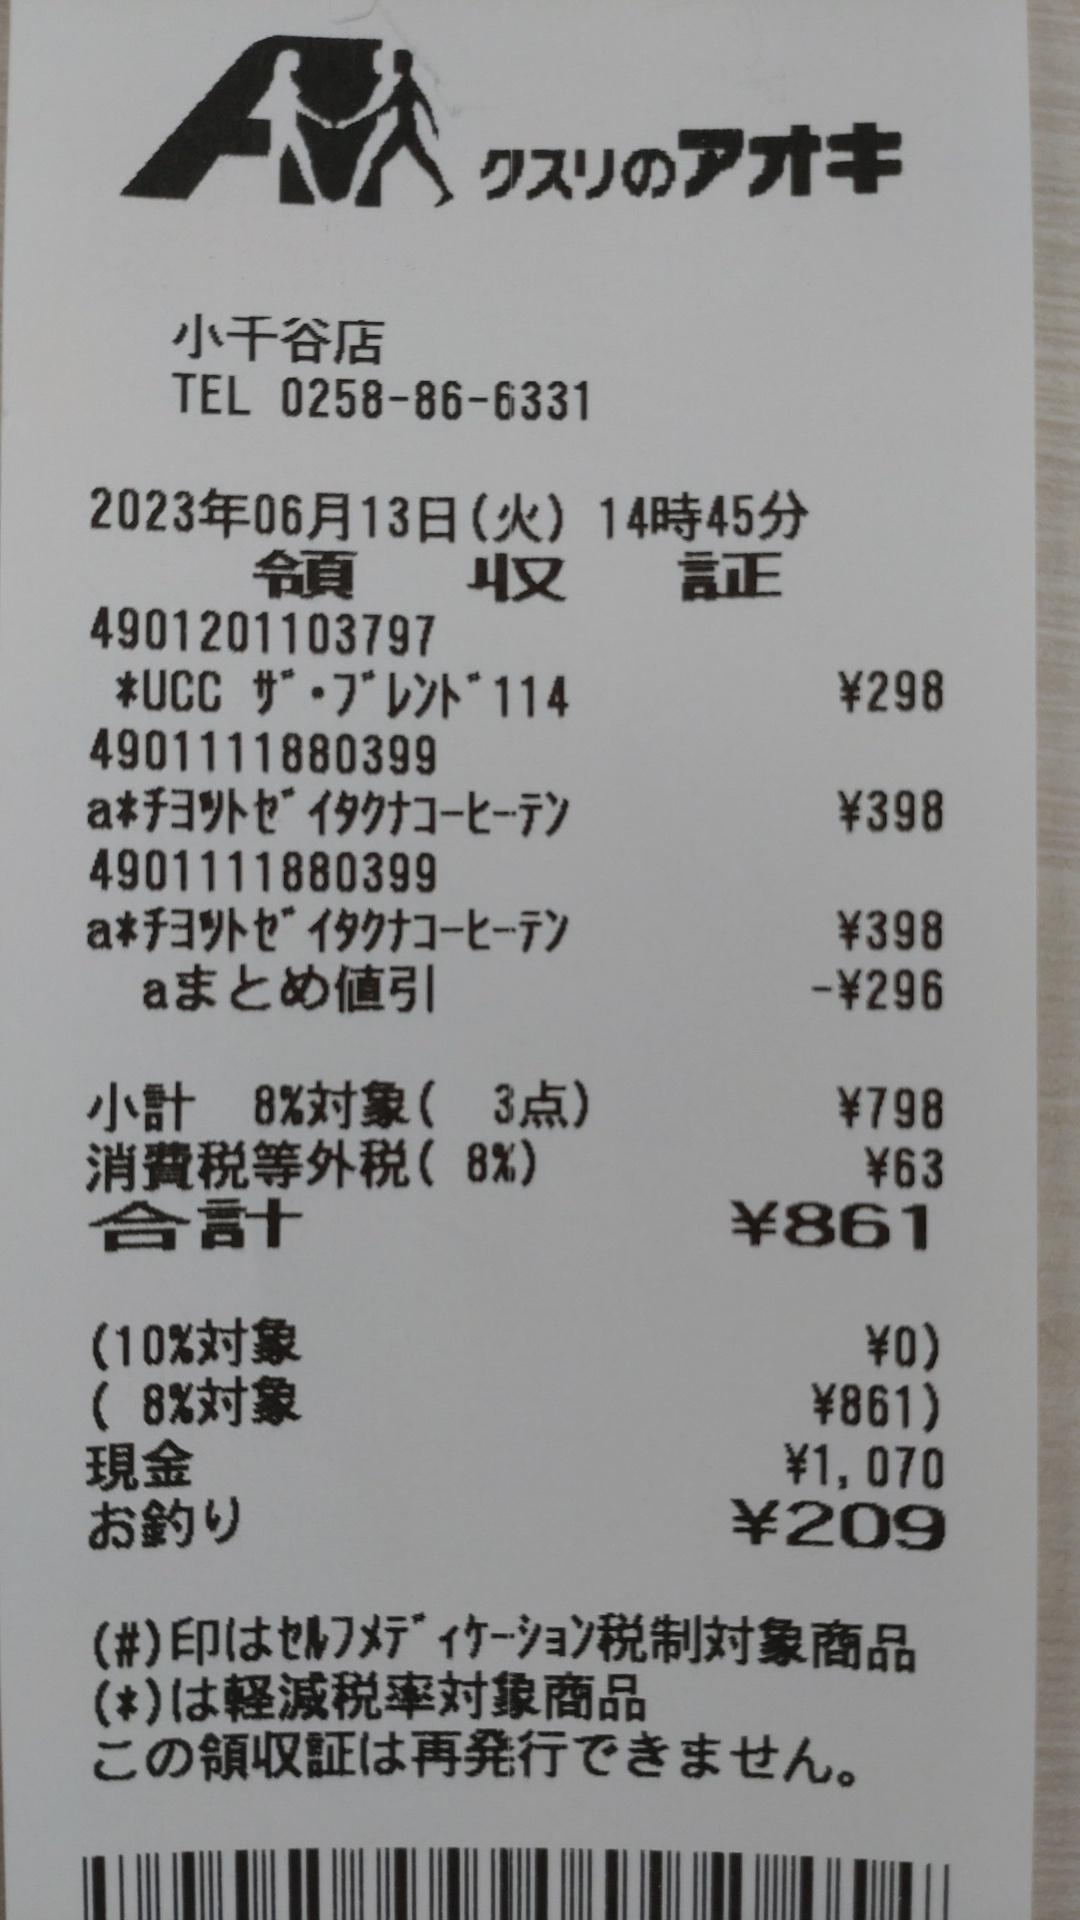 クスリのアオキ
小千谷店
TEL 0258-86-6331
2023年06月13日(火) 14時45分
領 収 証
4901201103797
*UCC ｻﾞ・ﾌﾞﾚﾝﾄﾞ114 ¥298
4901111880399
a*ﾁﾖﾂﾄｾﾞｲﾀｸﾅｺｰﾋｰﾃﾝ ¥398
4901111880399
a*ﾁﾖﾂﾄｾﾞｲﾀｸﾅｺｰﾋｰﾃﾝ ¥398
aまとめ値引 -¥296
小計 8%対象( 3点) ¥798
消費税等外税( 8%) ¥63
合計 ¥861
(10%対象 ¥0)
( 8%対象 ¥861)
現金 ¥1,070
お釣り ¥209
(#)印はｾﾙﾌﾒﾃﾞｨｹｰｼｮﾝ税制対象商品
(*)は軽減税率対象商品
この領収証は再発行できません。